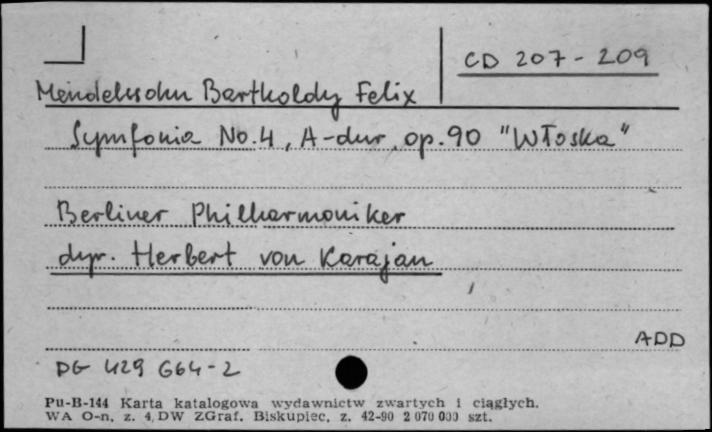 CD 207-209
Mendelssohn Bartholdy Felix
Symfonia No.4, A-dur, op.90 "Włoska"
Berliner Philharmoniker
dyr. Herbert von Karajan
ADD
DG 429 664-2
Pu-B-144 Karta katalogowa wydawnictw zwartych i ciągłych.
WA O-n. z. 4. DW ZGraf. Biskupiec, z. 42-90 2 070 000 szt.